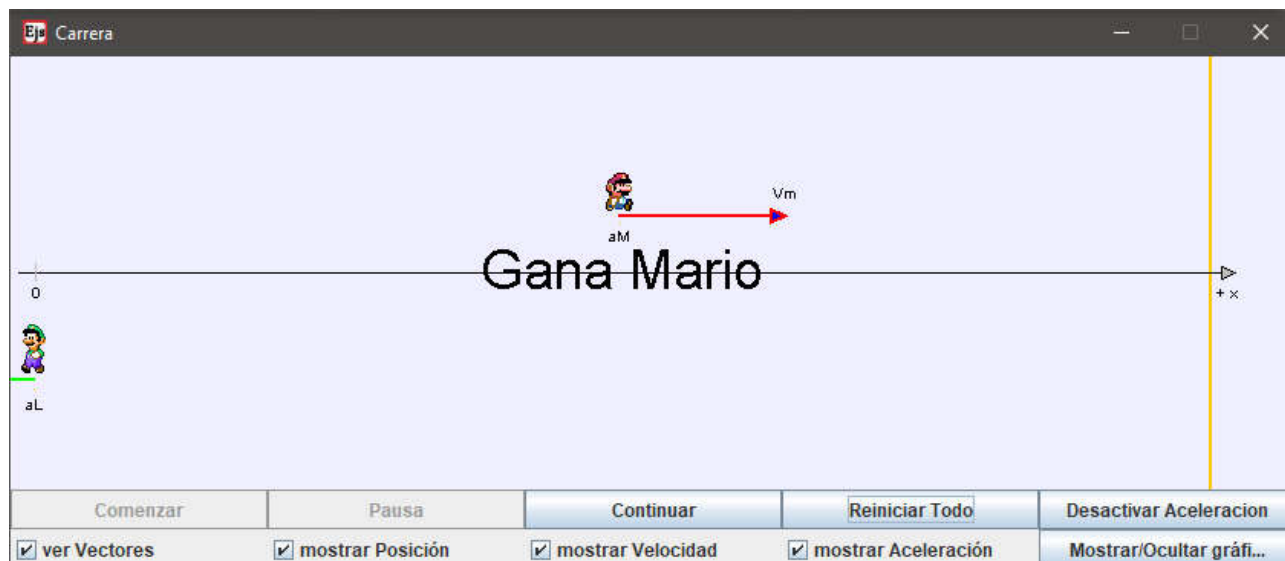 Ejs Carrera
Vm
aM
Gana Mario
0
+ x
aL
Comenzar Pausa Continuar Reiniciar Todo Desactivar Aceleracion
ver Vectores mostrar Posición mostrar Velocidad mostrar Aceleración Mostrar/Ocultar gráfi...